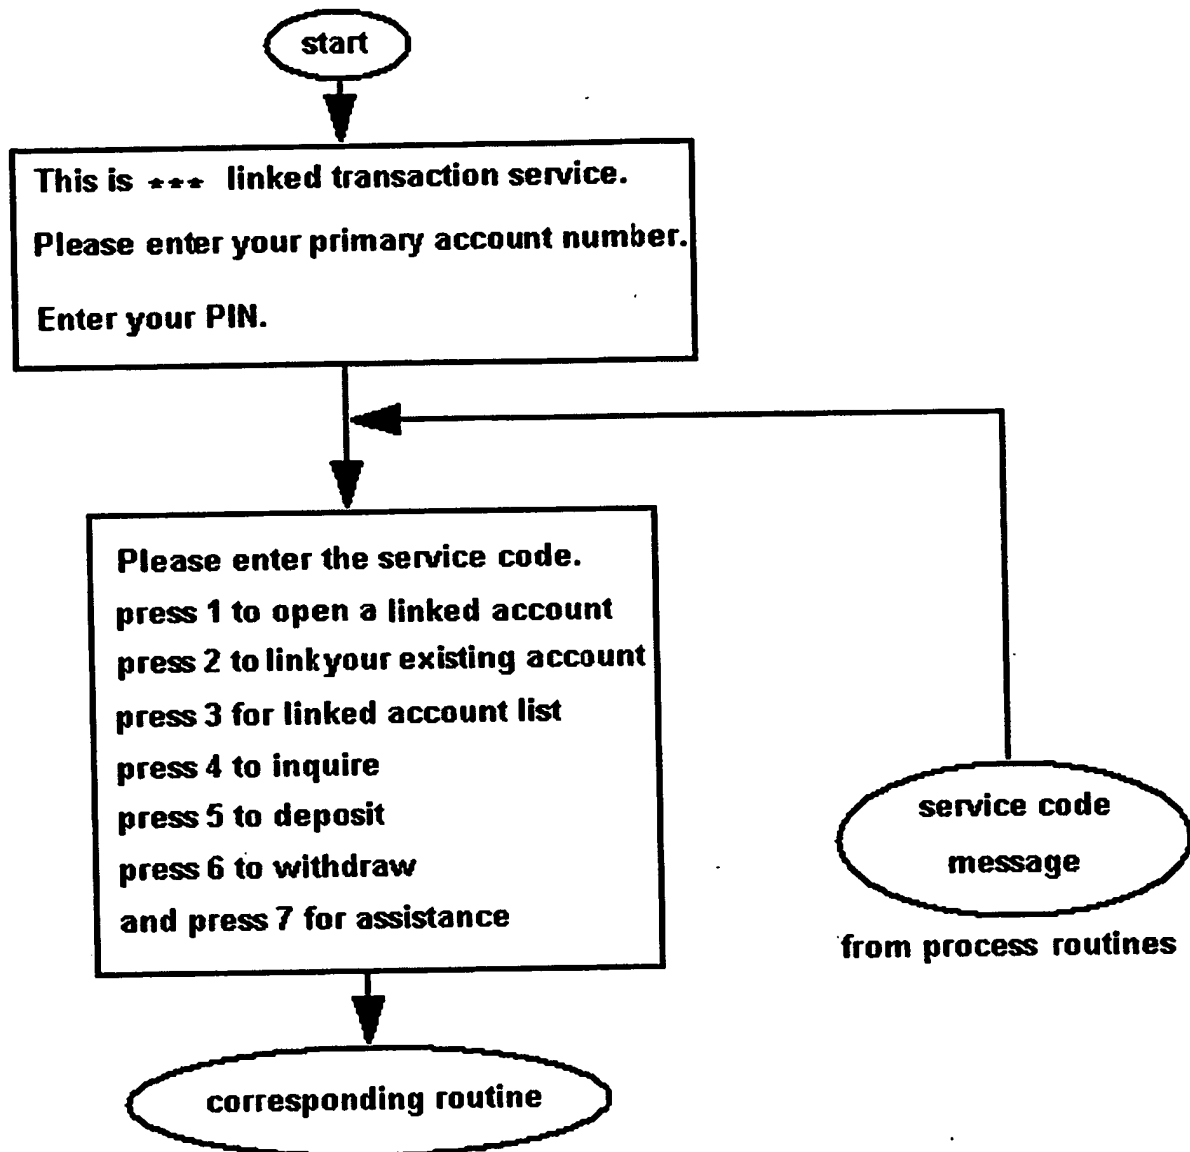 start
This is *** linked transaction service.
Please enter your primary account number.
Enter your PIN.
Please enter the service code.
press 1 to open a linked account
press 2 to link your existing account
press 3 for linked account list
press 4 to inquire
press 5 to deposit
press 6 to withdraw
and press 7 for assistance
service code
message
from process routines
corresponding routine